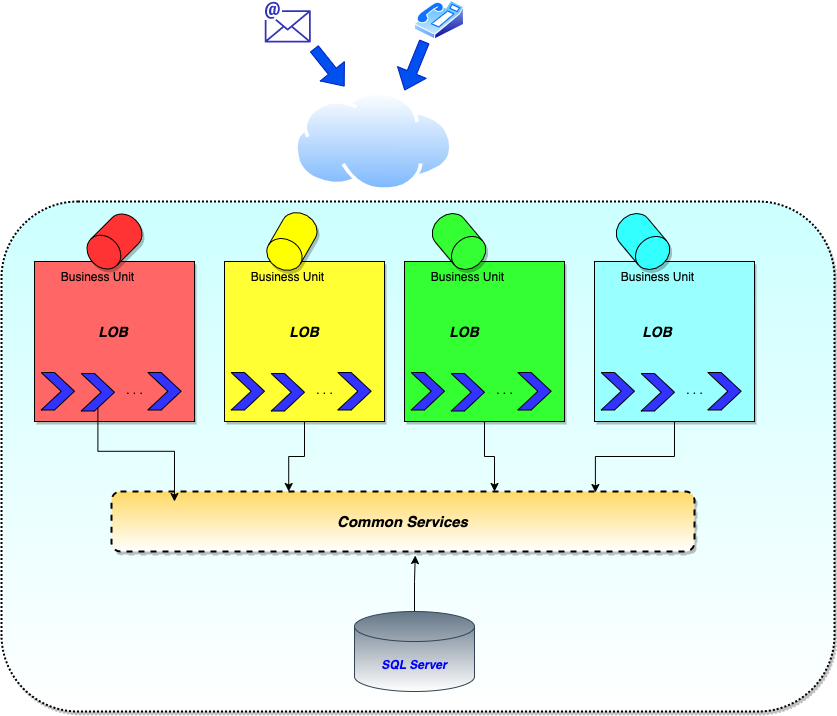 @
Business Unit
LOB
. . .
Business Unit
LOB
. . .
Business Unit
LOB
. . .
Business Unit
LOB
. . .
Common Services
SQL Server